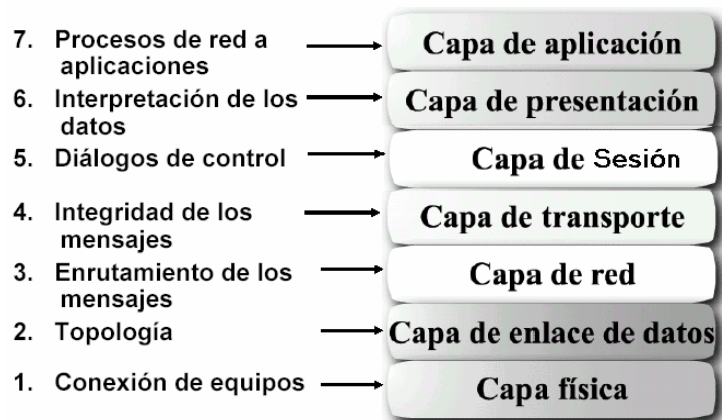 7. Procesos de red a
aplicaciones
Capa de aplicación
6. Interpretación de los
datos
Capa de presentación
5. Diálogos de control
Capa de Sesión
4. Integridad de los
mensajes
Capa de transporte
3. Enrutamiento de los
mensajes
Capa de red
2. Topología
Capa de enlace de datos
1. Conexión de equipos
Capa física